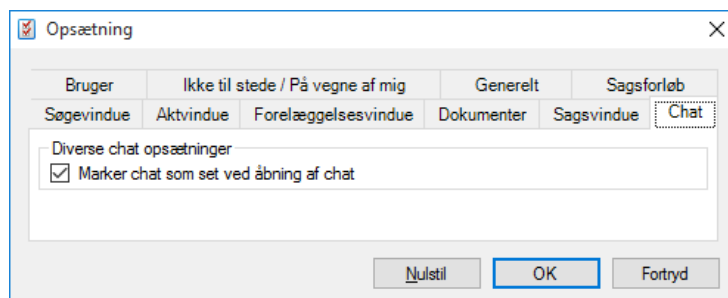 Opsætning
Bruger Ikke til stede / På vegne af mig Generelt Sagsforløb
Søgevindue Aktvindue Forelæggelsesvindue Dokumenter Sagsvindue Chat
Diverse chat opsætninger
Marker chat som set ved åbning af chat
Nulstil OK Fortryd